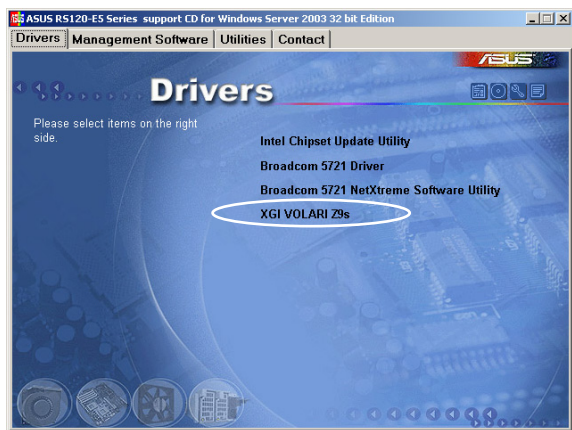 ASUS RS120-E5 Series support CD for Windows Server 2003 32 bit Edition
Drivers Management Software Utilities Contact
ASUS
Drivers
Please select items on the right
side.
Intel Chipset Update Utility
Broadcom 5721 Driver
Broadcom 5721 NetXtreme Software Utility
XGI VOLARI Z9s